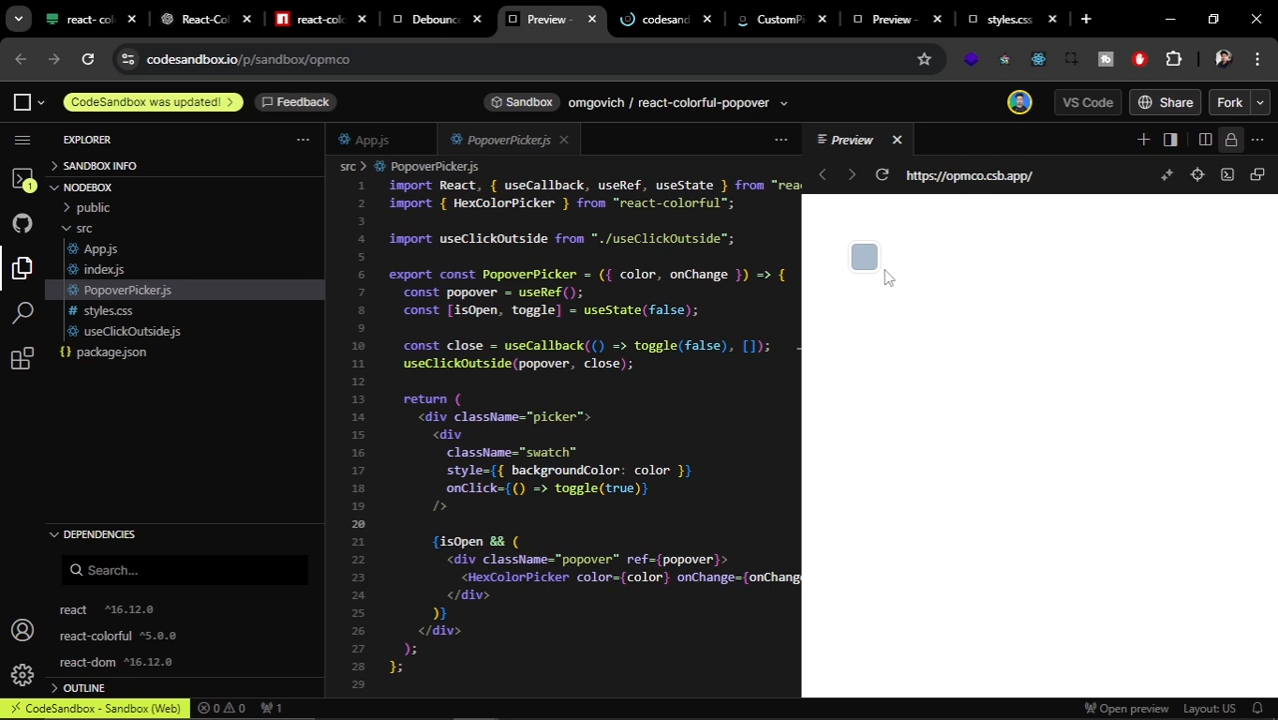 react- col
React-Col
react-color
Debounce
Preview -
codesand
CustomPi
Preview -
styles.css
codesandbox.io/p/sandbox/opmco
CodeSandbox was updated!
Feedback
Sandbox
omgovich / react-colorful-popover
VS Code
Share
Fork
EXPLORER
SANDBOX INFO
NODEBOX
public
src
App.js
index.js
PopoverPicker.js
styles.css
useClickOutside.js
package.json
DEPENDENCIES
Search...
react ^16.12.0
react-colorful ^5.0.0
react-dom ^16.12.0
OUTLINE
1
App.js
PopoverPicker.js
src > PopoverPicker.js
1 import React, { useCallback, useRef, useState } from "rea
2 import { HexColorPicker } from "react-colorful";
3
4 import useClickOutside from "./useClickOutside";
5
6 export const PopoverPicker = ({ color, onChange }) => {
7 const popover = useRef();
8 const [isOpen, toggle] = useState(false);
9
10 const close = useCallback(() => toggle(false), []);
11 useClickOutside(popover, close);
12
13 return (
14 <div className="picker">
15 <div
16 className="swatch"
17 style={{ backgroundColor: color }}
18 onClick={() => toggle(true)}
19 />
20
21 {isOpen && (
22 <div className="popover" ref={popover}>
23 <HexColorPicker color={color} onChange={onChang
24 </div>
25 )}
26 </div>
27 );
28 };
29
Preview
https://opmco.csb.app/
CodeSandbox - Sandbox (Web)
0
0
1
Open preview
Layout: US